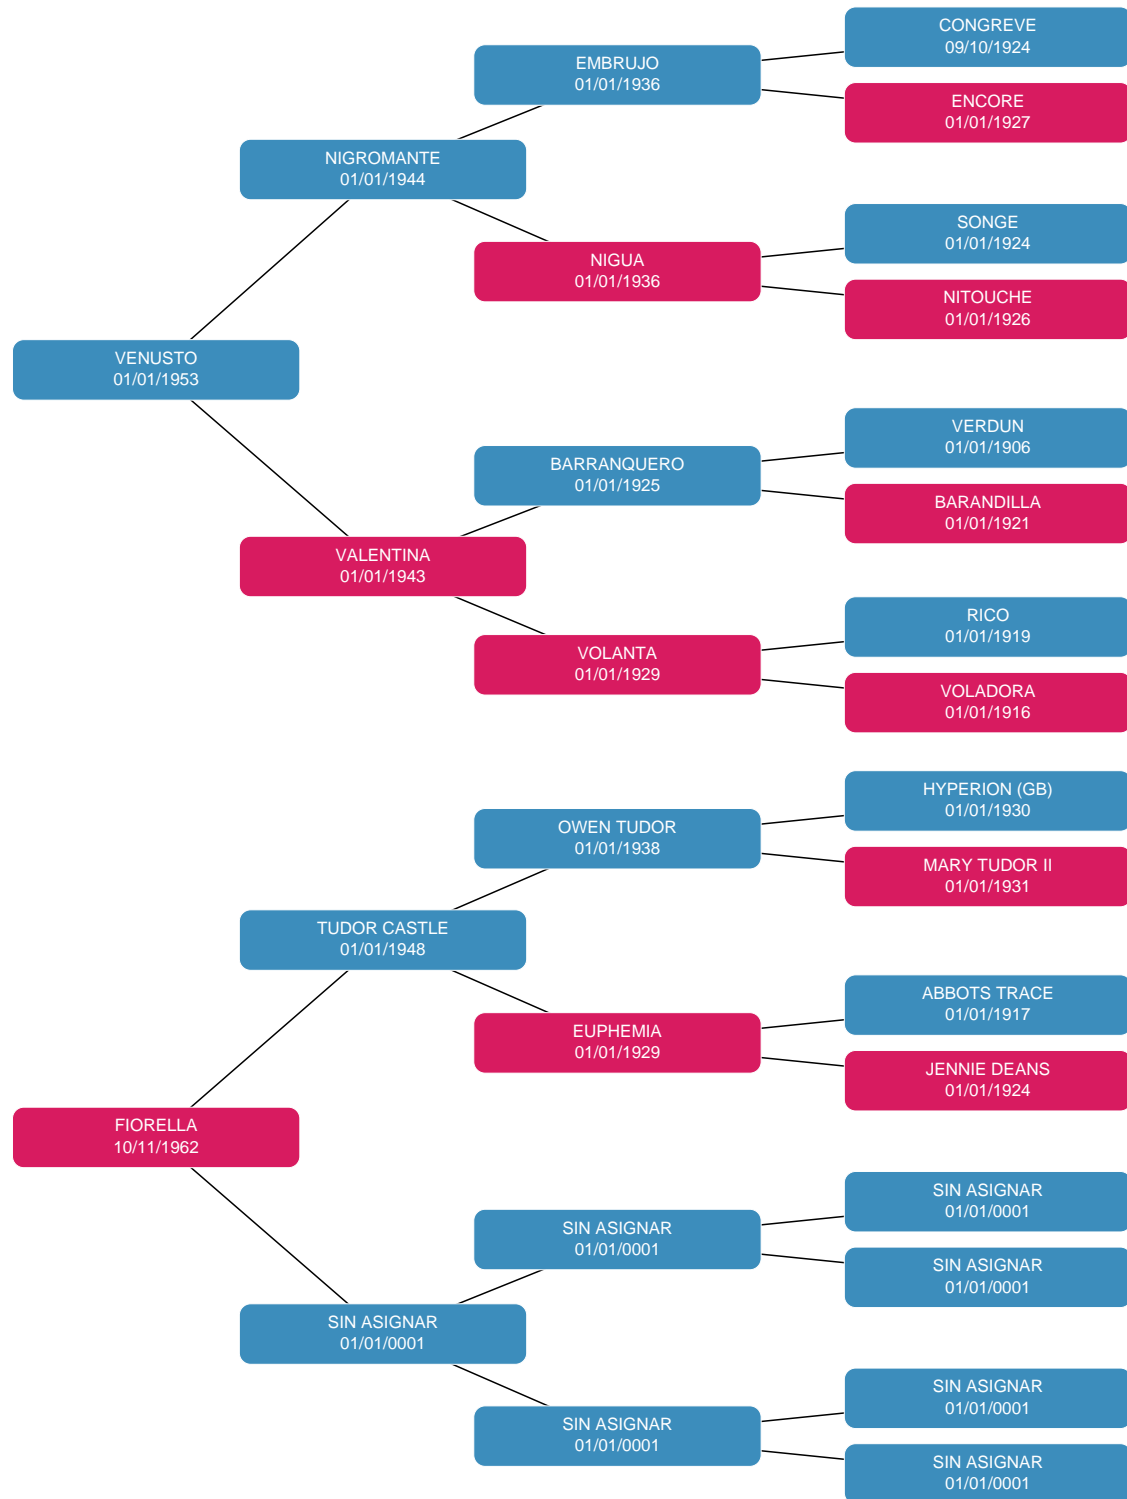 CONGREVE
09/10/1924
EMBRUJO
01/01/1936
ENCORE
01/01/1927
NIGROMANTE
01/01/1944
SONGE
01/01/1924
NIGUA
01/01/1936
NITOUCHE
01/01/1926
VENUSTO
01/01/1953
VERDUN
01/01/1906
BARRANQUERO
01/01/1925
BARANDILLA
01/01/1921
VALENTINA
01/01/1943
RICO
01/01/1919
VOLANTA
01/01/1929
VOLADORA
01/01/1916
HYPERION (GB)
01/01/1930
OWEN TUDOR
01/01/1938
MARY TUDOR II
01/01/1931
TUDOR CASTLE
01/01/1948
ABBOTS TRACE
01/01/1917
EUPHEMIA
01/01/1929
JENNIE DEANS
01/01/1924
FIORELLA
10/11/1962
SIN ASIGNAR
01/01/0001
SIN ASIGNAR
01/01/0001
SIN ASIGNAR
01/01/0001
SIN ASIGNAR
01/01/0001
SIN ASIGNAR
01/01/0001
SIN ASIGNAR
01/01/0001
SIN ASIGNAR
01/01/0001